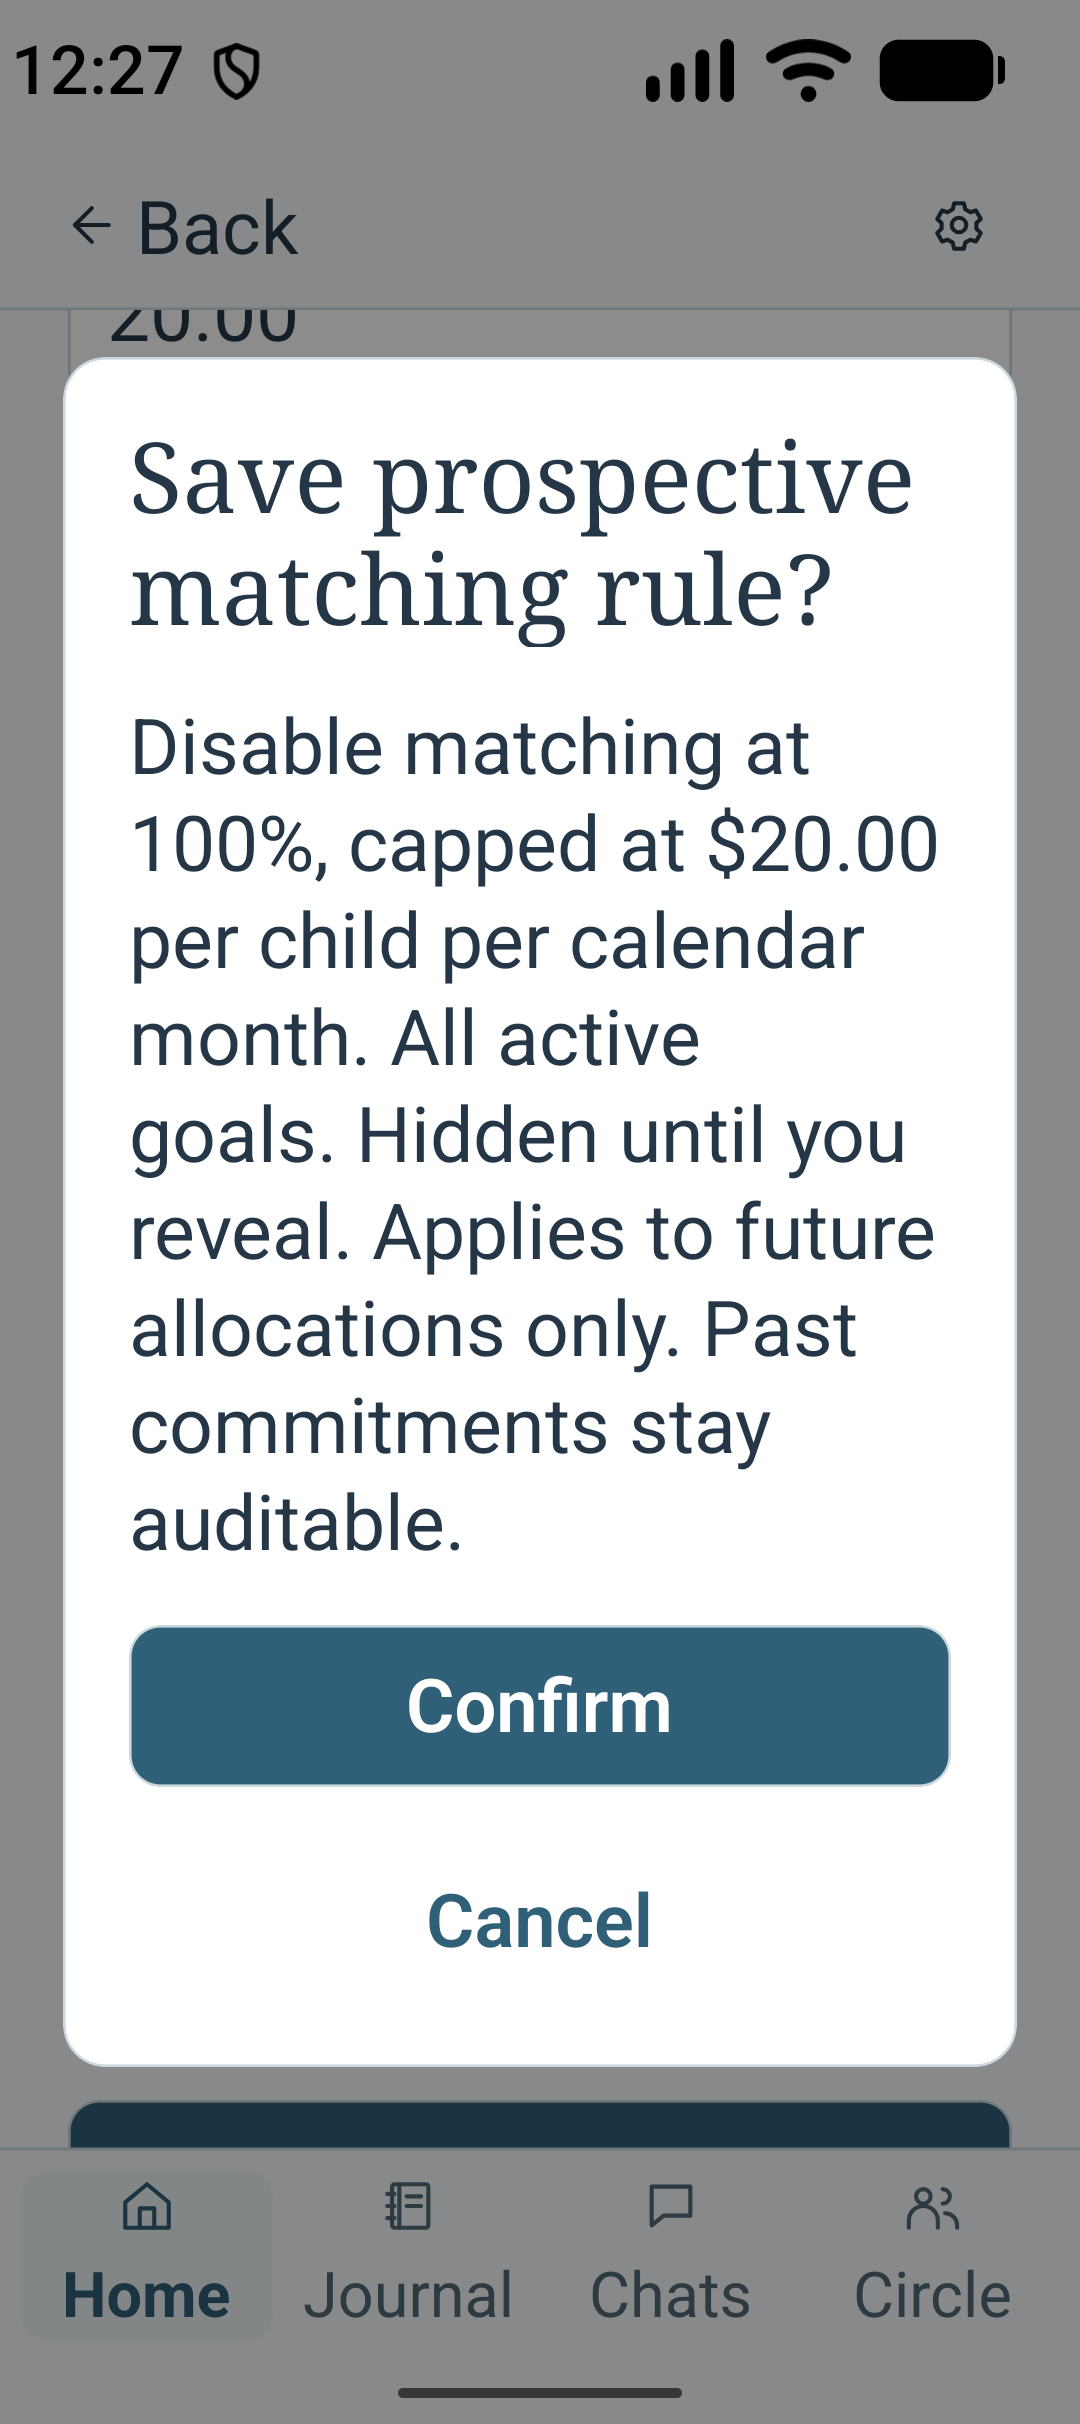 12:27
Back
20.00
Save prospective
matching rule?
Disable matching at
100%, capped at $20.00
per child per calendar
month. All active
goals. Hidden until you
reveal. Applies to future
allocations only. Past
commitments stay
auditable.
Confirm
Cancel
Home
Journal
Chats
Circle